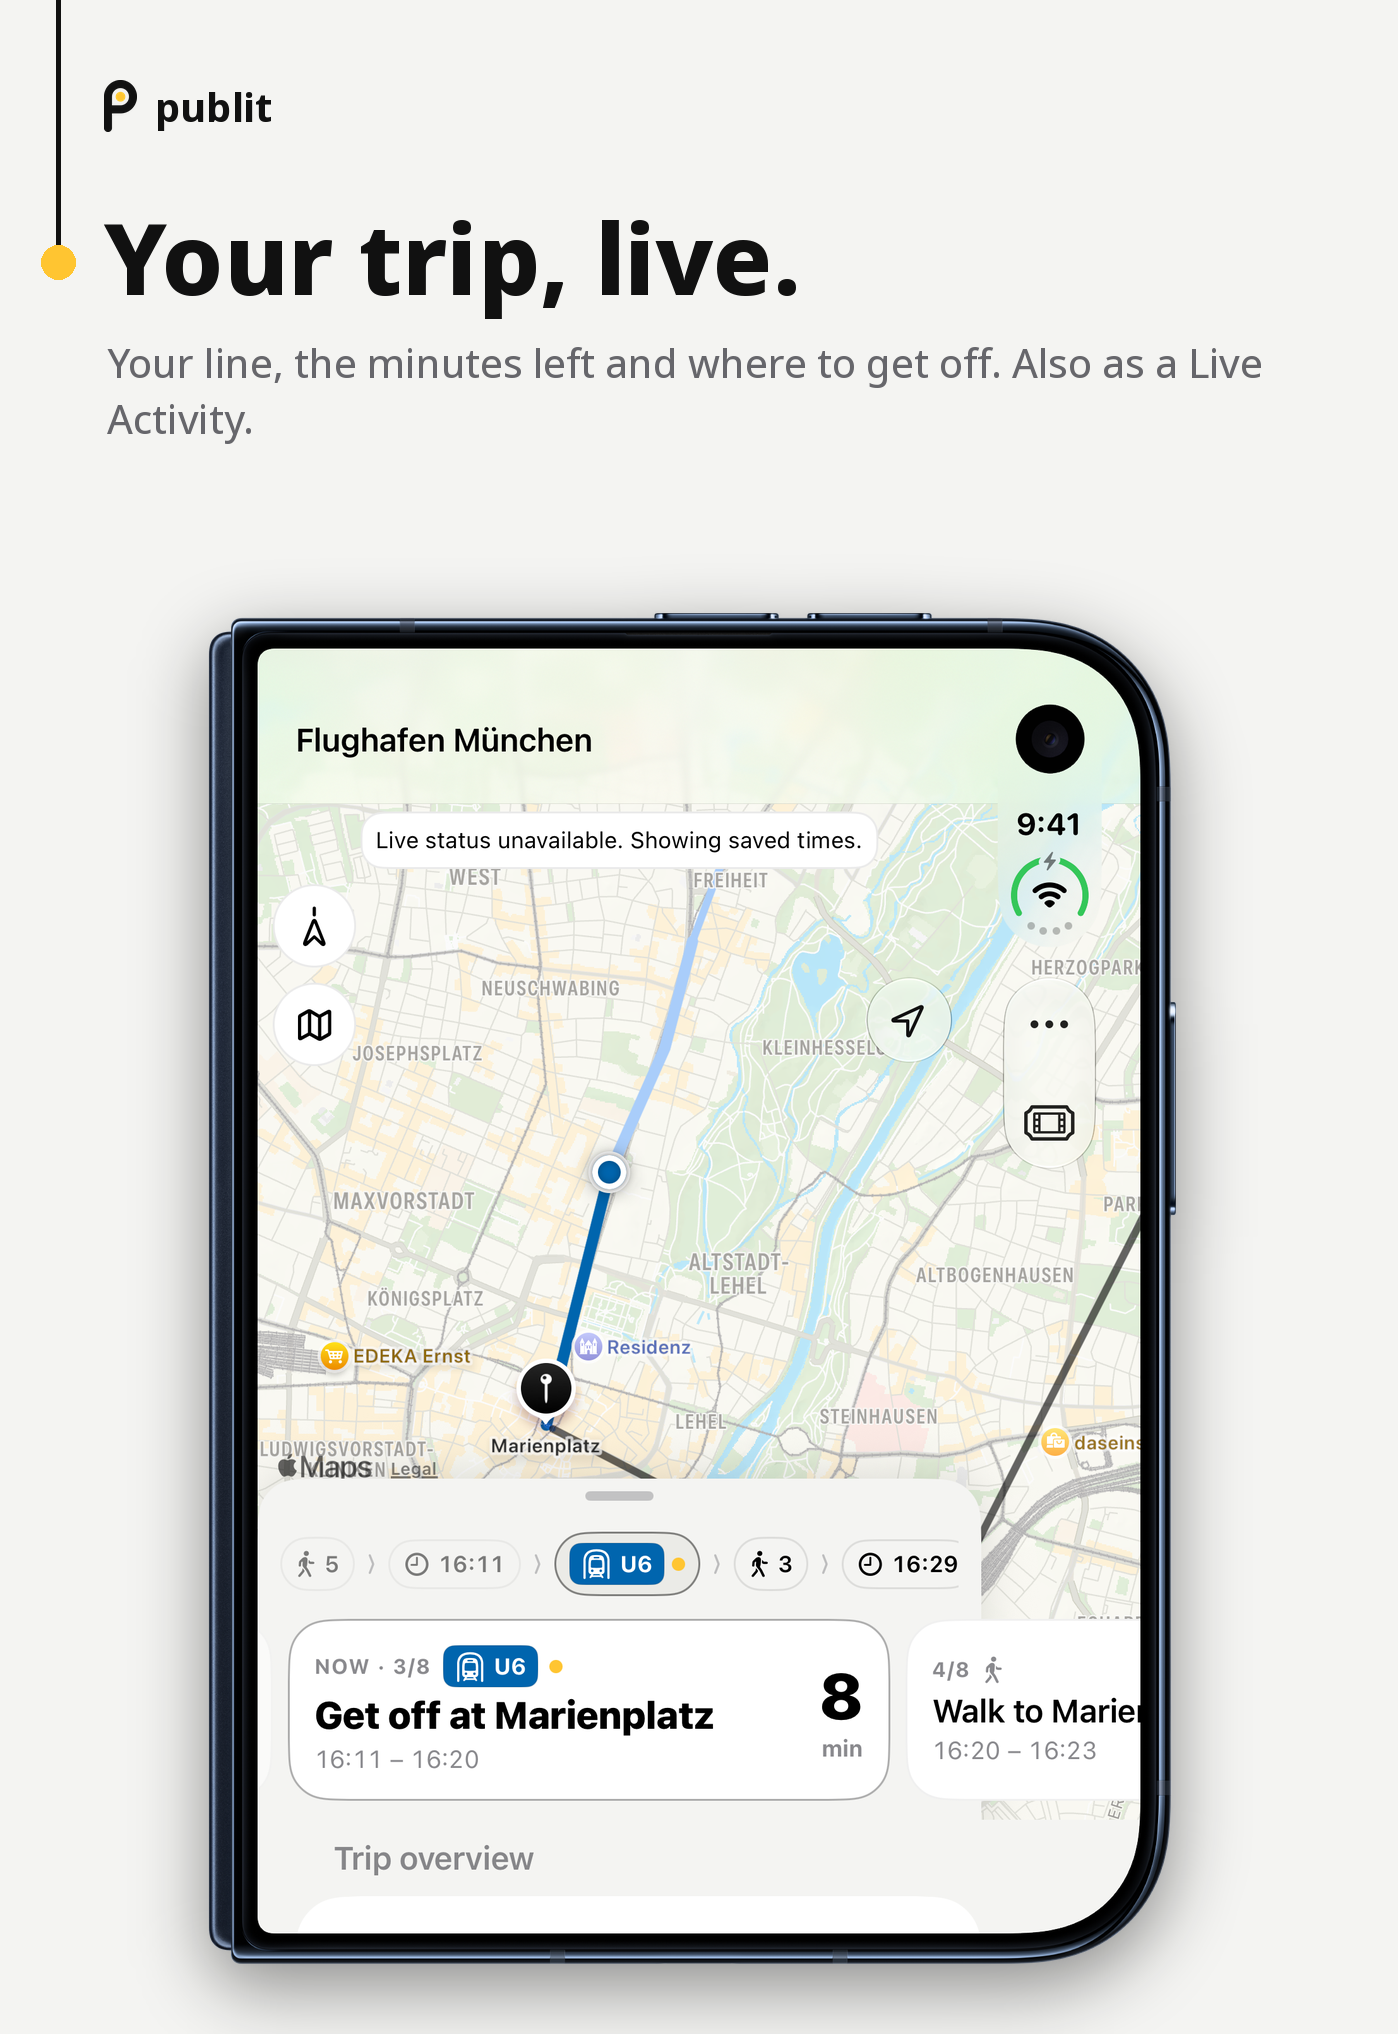 publit
Your trip, live.
Your line, the minutes left and where to get off. Also as a Live
Activity.
Flughafen München
9:41
Live status unavailable. Showing saved times.
WEST
FREIHEIT
HERZOGPARK
NEUSCHWABING
JOSEPHSPLATZ
MAXVORSTADT
ALTSTADT-
LEHEL
ALTBOGENHAUSEN
KÖNIGSPLATZ
Residenz
EDEKA Ernst
LEHEL
STEINHAUSEN
Marienplatz
LUDWIGSVORSTADT-
Maps
Legal
5
16:11
U6
3
16:29
NOW · 3/8 U6
Get off at Marienplatz
16:11 – 16:20
8
min
4/8
Walk to Marien
16:20 – 16:23
Trip overview